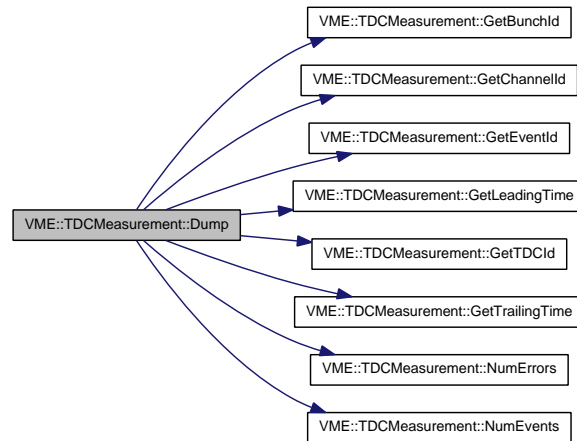 VME::TDCMeasurement::GetBunchId
VME::TDCMeasurement::GetChannelId
VME::TDCMeasurement::GetEventId
VME::TDCMeasurement::GetLeadingTime
VME::TDCMeasurement::Dump
VME::TDCMeasurement::GetTDCId
VME::TDCMeasurement::GetTrailingTime
VME::TDCMeasurement::NumErrors
VME::TDCMeasurement::NumEvents